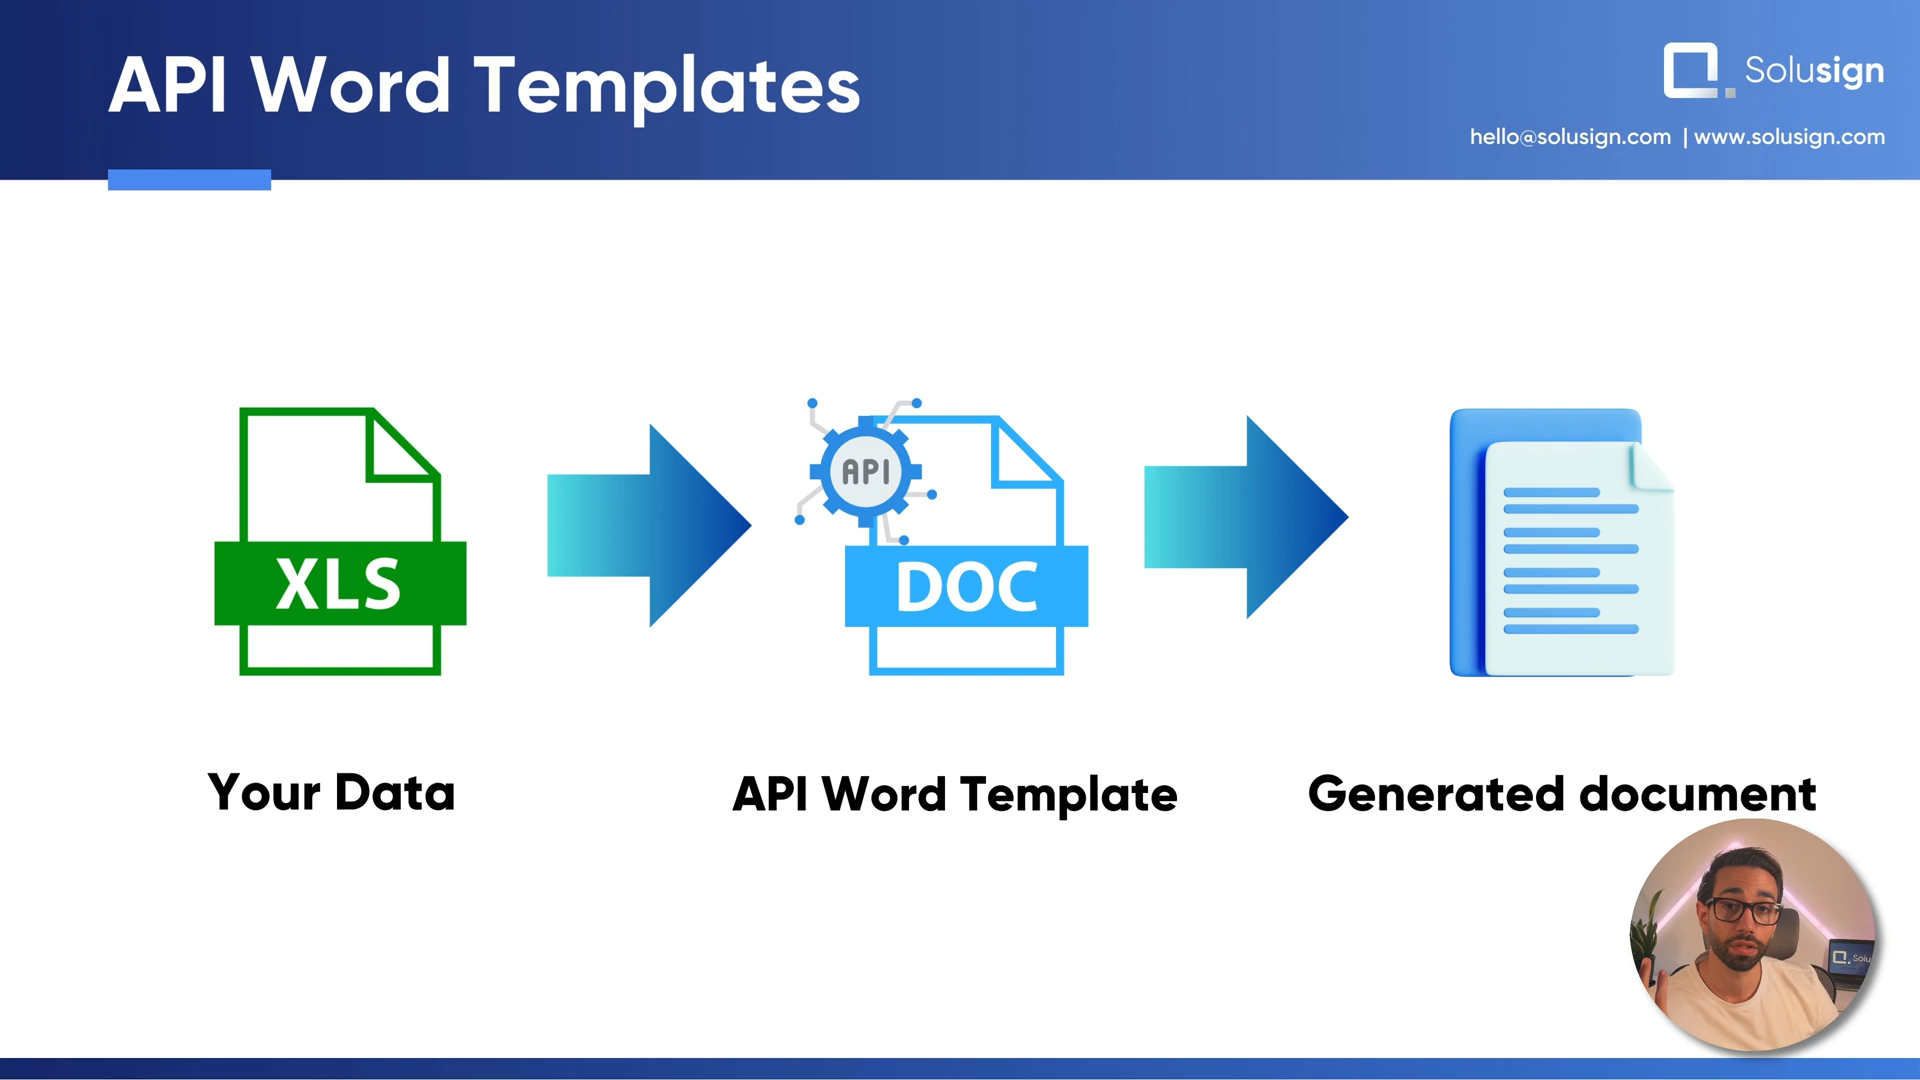 API Word Templates
Solusign
hello@solusign.com | www.solusign.com
API
XLS
DOC
Your Data
API Word Template
Generated document
Solu